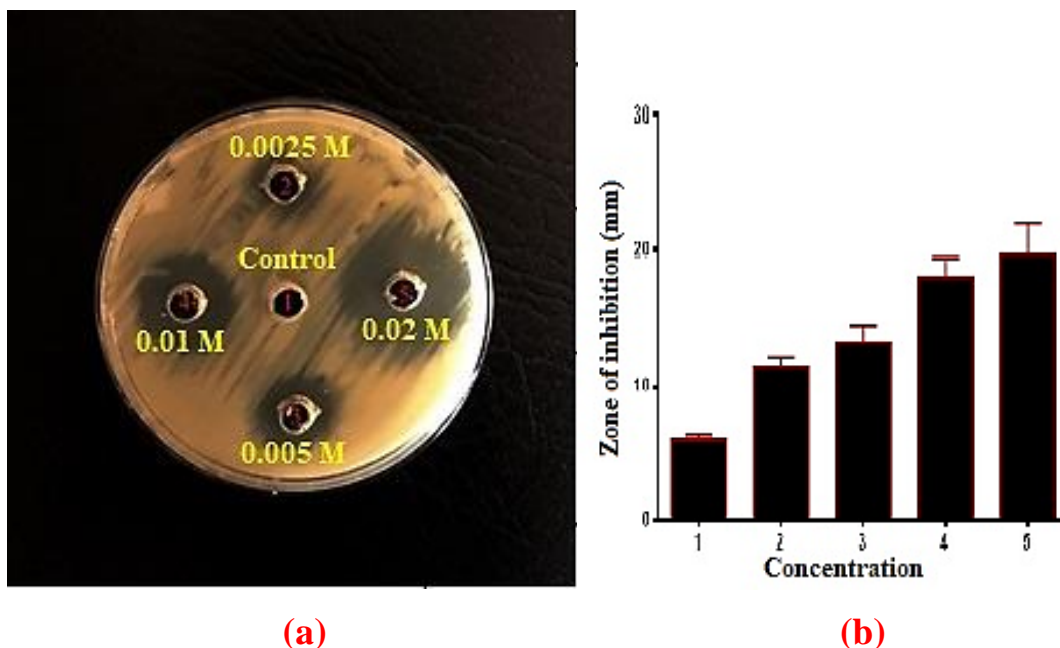 0.0025 M
2
Control
4
1
5
0.01 M
0.02 M
3
0.005 M
(a)
Zone of inhibition (mm)
30
20
10
0
1
2
3
4
5
Concentration
(b)